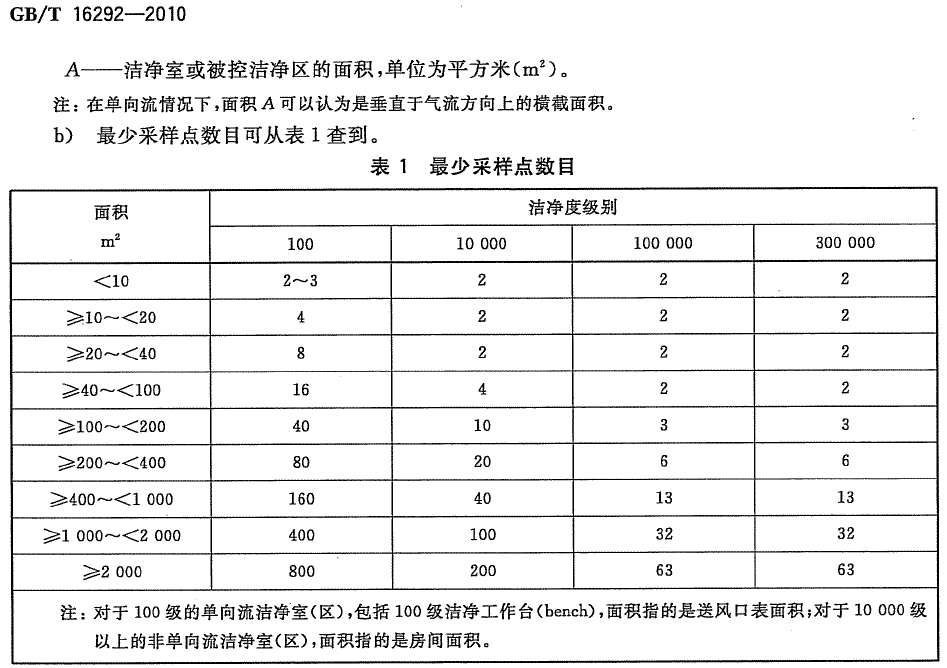 GB/T 16292—2010
A——洁净室或被控洁净区的面积,单位为平方米(m²)。
注:在单向流情况下,面积 A 可以认为是垂直于气流方向上的横截面积。
b) 最少采样点数目可从表 1 查到。
表 1 最少采样点数目
面积 m² 洁净度级别
100 10 000 100 000 300 000
<10 2~3 2 2 2
≥10~<20 4 2 2 2
≥20~<40 8 2 2 2
≥40~<100 16 4 2 2
≥100~<200 40 10 3 3
≥200~<400 80 20 6 6
≥400~<1 000 160 40 13 13
≥1 000~<2 000 400 100 32 32
≥2 000 800 200 63 63
注:对于 100 级的单向流洁净室(区),包括 100 级洁净工作台(bench),面积指的是送风口表面积;对于 10 000 级
以上的非单向流洁净室(区),面积指的是房间面积。